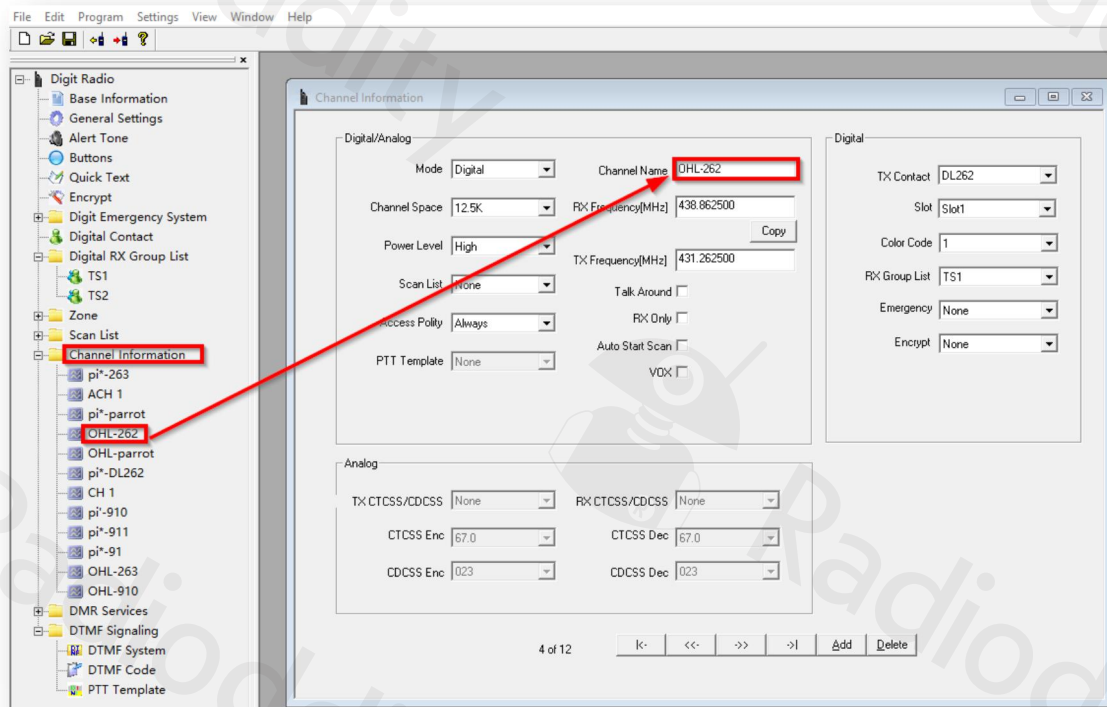 File Edit Program Settings View Window Help
Digit Radio
Base Information
General Settings
Alert Tone
Buttons
Quick Text
Encrypt
Digit Emergency System
Digital Contact
Digital RX Group List
TS1
TS2
Zone
Scan List
Channel Information
pi*-263
ACH 1
pi*-parrot
OHL-262
OHL-parrot
pi*-DL262
CH 1
pi'-910
pi*-911
pi*-91
OHL-263
OHL-910
DMR Services
DTMF Signaling
DTMF System
DTMF Code
PTT Template
Channel Information
Digital/Analog
Mode Digital
Channel Space 12.5K
Power Level High
Scan List None
Access Polity Always
PTT Template None
Channel Name OHL-262
RX Frequency[MHz] 438.862500
Copy
TX Frequency[MHz] 431.262500
Talk Around
RX Only
Auto Start Scan
VOX
Digital
TX Contact DL262
Slot Slot1
Color Code 1
RX Group List TS1
Emergency None
Encrypt None
Analog
TX CTCSS/CDCSS None RX CTCSS/CDCSS None
CTCSS Enc 67.0 CTCSS Dec 67.0
CDCSS Enc 023 CDCSS Dec 023
4 of 12 |<- <<- ->> ->| Add Delete
Radiodity